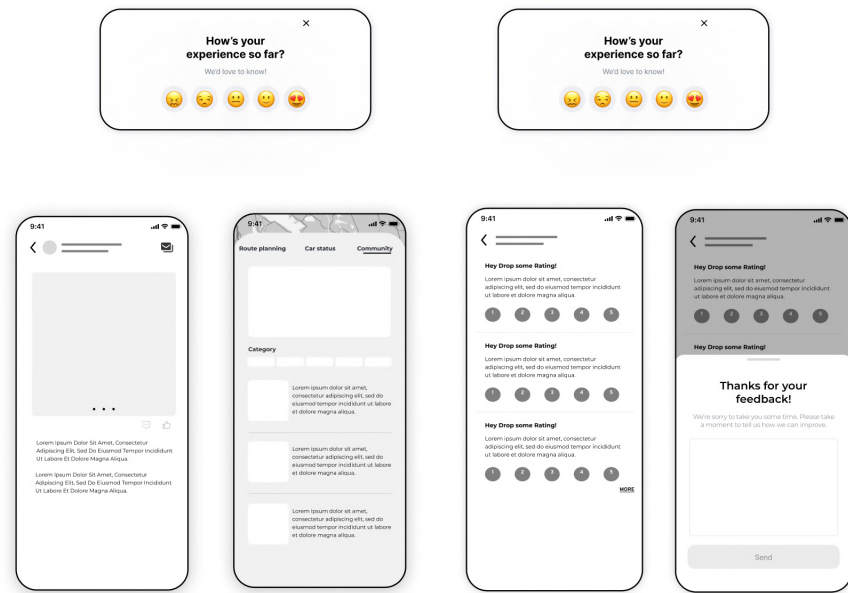 How's your
experience so far?
We'd love to know!
How's your
experience so far?
We'd love to know!
9:41
Lorem Ipsum Dolor Sit Amet, Consectetur
Adipiscing Elit, Sed Do Eiusmod Tempor Incididunt
Ut Labore Et Dolore Magna Aliqua.
Lorem Ipsum Dolor Sit Amet, Consectetur
Adipiscing Elit, Sed Do Eiusmod Tempor Incididunt
Ut Labore Et Dolore Magna Aliqua.
9:41
Route planning Car status Community
Category
Lorem ipsum dolor sit amet,
consectetur adipiscing elit, sed do
eiusmod tempor incididunt ut labore
et dolore magna aliqua.
Lorem ipsum dolor sit amet,
consectetur adipiscing elit, sed do
eiusmod tempor incididunt ut labore
et dolore magna aliqua.
Lorem ipsum dolor sit amet,
consectetur adipiscing elit, sed do
eiusmod tempor incididunt ut labore
et dolore magna aliqua.
9:41
Hey Drop some Rating!
Lorem ipsum dolor sit amet, consectetur
adipiscing elit, sed do eiusmod tempor incididunt
ut labore et dolore magna aliqua.
1 2 3 4 5
Hey Drop some Rating!
Lorem ipsum dolor sit amet, consectetur
adipiscing elit, sed do eiusmod tempor incididunt
ut labore et dolore magna aliqua.
1 2 3 4 5
Hey Drop some Rating!
Lorem ipsum dolor sit amet, consectetur
adipiscing elit, sed do eiusmod tempor incididunt
ut labore et dolore magna aliqua.
1 2 3 4 5
MORE
9:41
Hey Drop some Rating!
Lorem ipsum dolor sit amet, consectetur
adipiscing elit, sed do eiusmod tempor incididunt
ut labore et dolore magna aliqua.
1 2 3 4 5
Hey Drop some Rating!
Thanks for your
feedback!
We're sorry to take you some time. Please take
a moment to tell us how we can improve.
Send